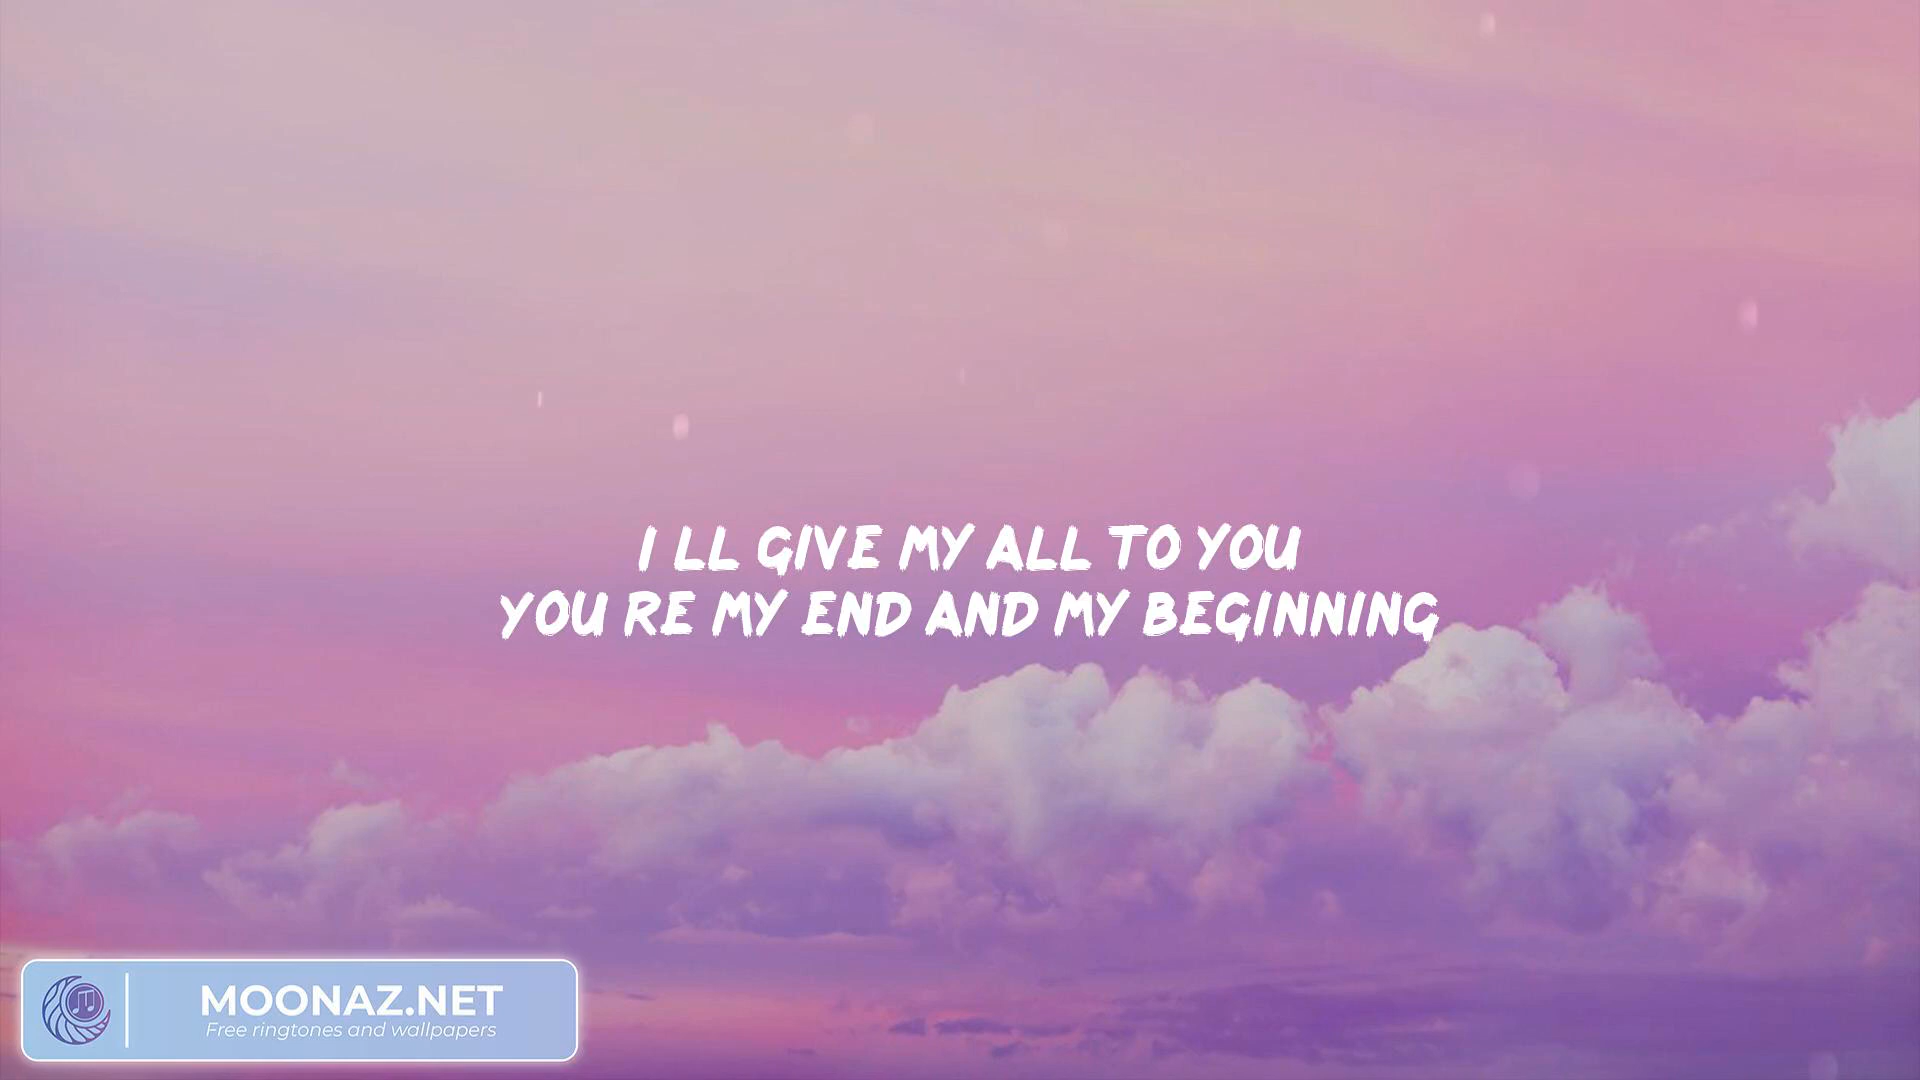 I LL GIVE MY ALL TO YOU
YOU RE MY END AND MY BEGINNING
MOONAZ.NET
Free ringtones and wallpapers